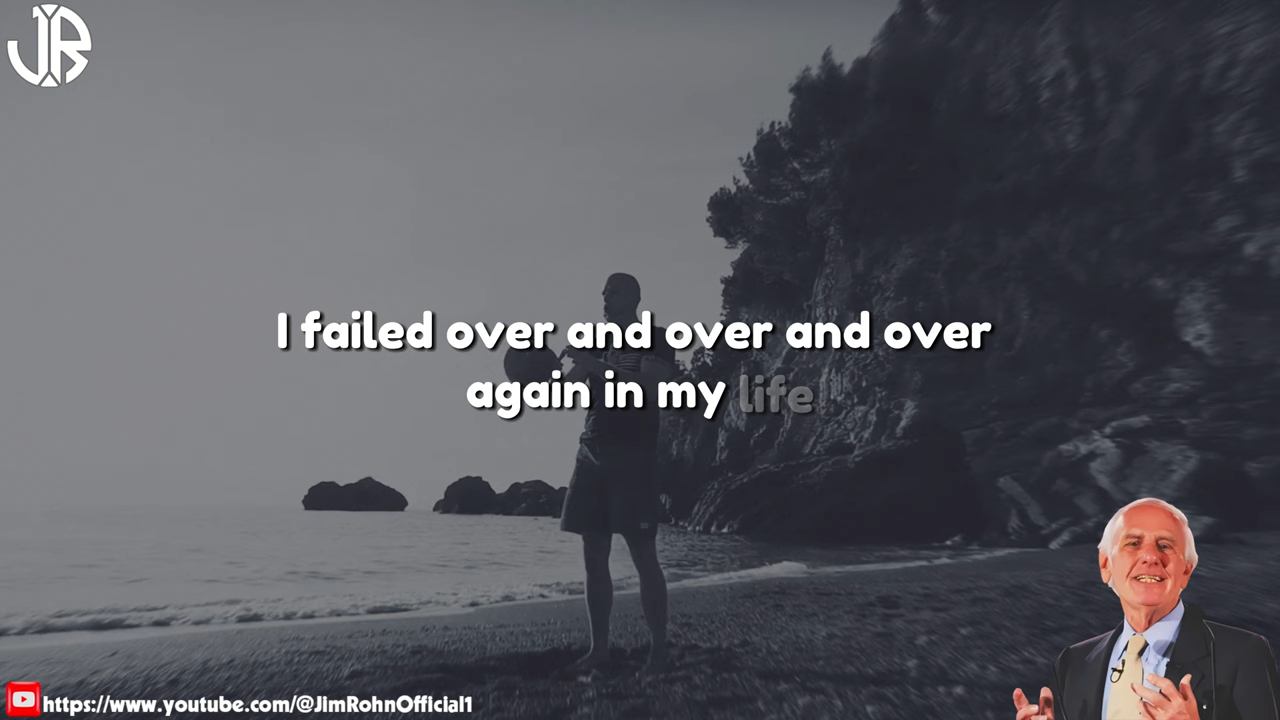 JR
I failed over and over and over
again in my life
https://www.youtube.com/@JimRohnOfficial1